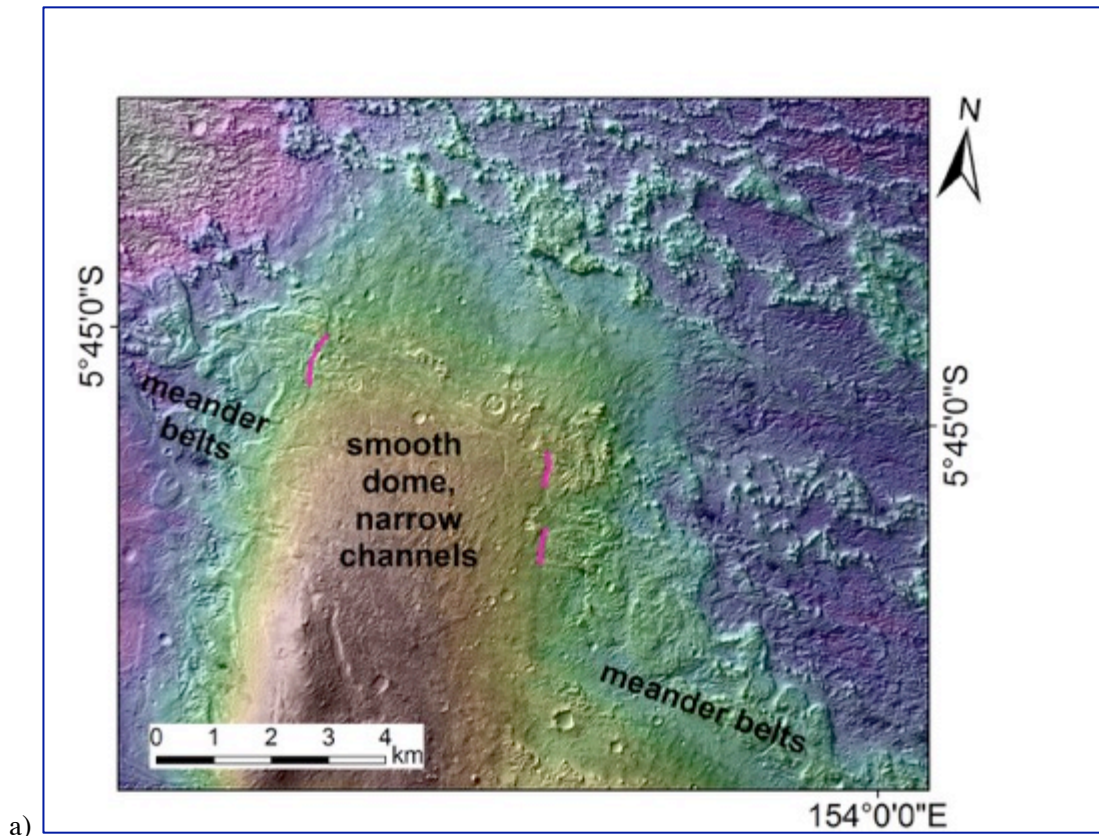 N
5°45'0"S
meander
belts
smooth
dome,
narrow
channels
5°45'0"S
meander belts
0 1 2 3 4
km
154°0'0"E
a)